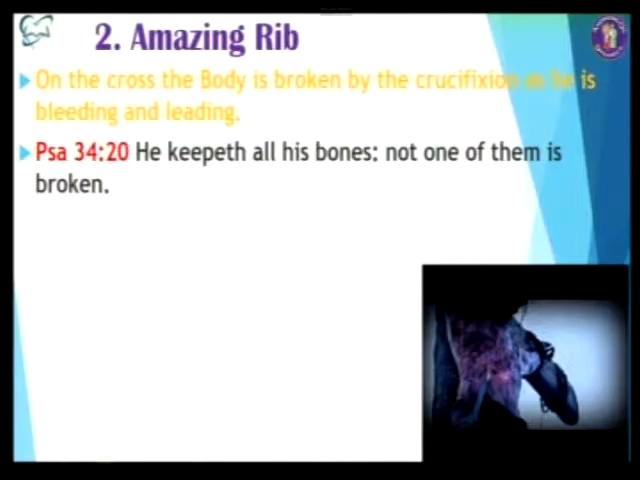 2. Amazing Rib
On the cross the Body is broken by the crucifixion as he is
bleeding and leading.
Psa 34:20 He keepeth all his bones: not one of them is
broken.